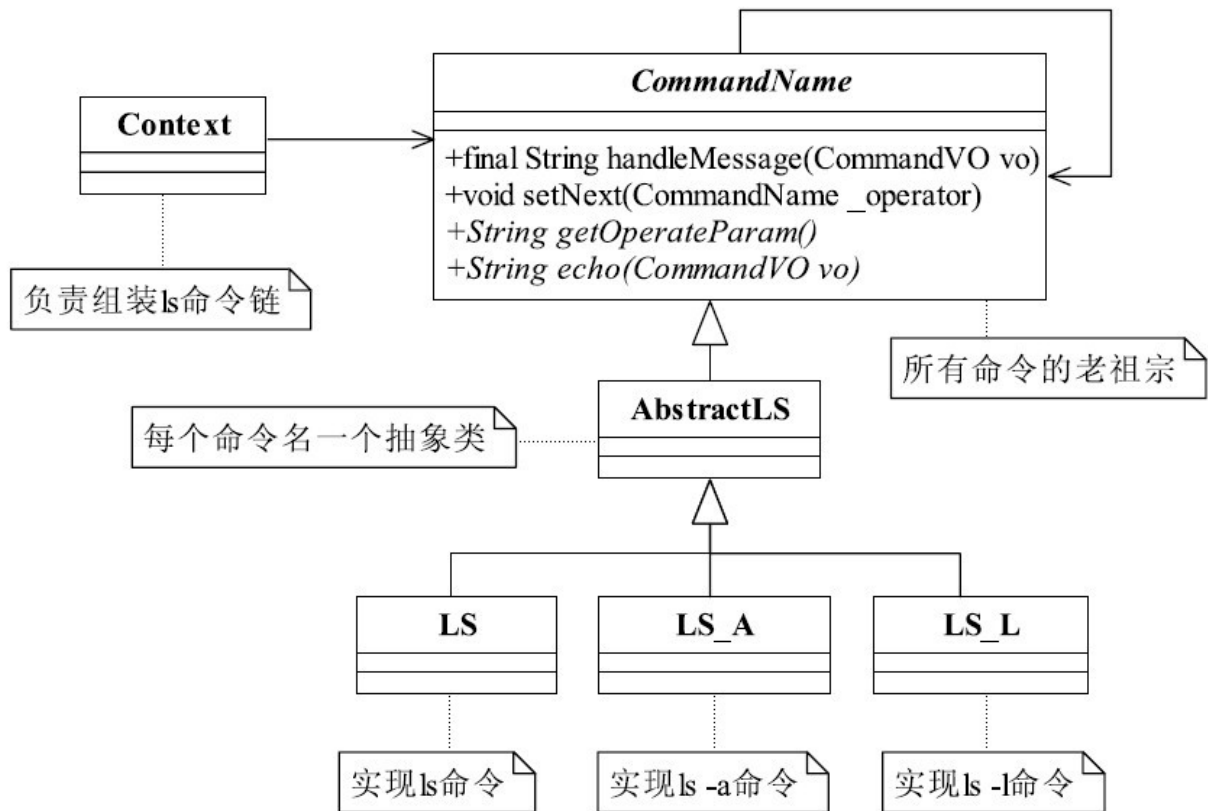 CommandName
Context
+final String handleMessage(CommandVO vo)
+void setNext(CommandName _operator)
+String getOperateParam()
+String echo(CommandVO vo)
负责组装ls命令链
所有命令的老祖宗
AbstractLS
每个命令名一个抽象类
LS
LS_A
LS_L
实现ls命令
实现ls -a命令
实现ls -l命令